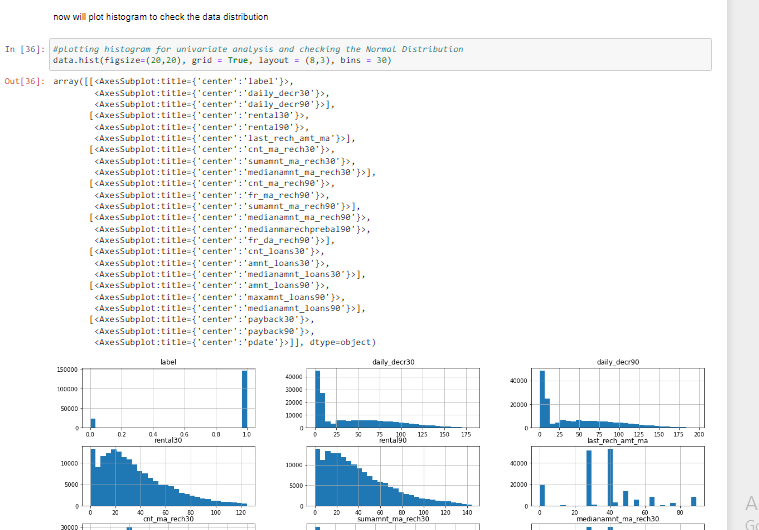 now will plot histogram to check the data distribution
In [36]: #plotting histogram for univariate analysis and checking the Normal Distribution
data.hist(figsize=(20,20), grid = True, layout = (8,3), bins = 30)
Out[36]: array([[<AxesSubplot:title={'center':'label'}>,
<AxesSubplot:title={'center':'daily_decr30'}>,
<AxesSubplot:title={'center':'daily_decr90'}>],
[<AxesSubplot:title={'center':'rental30'}>,
<AxesSubplot:title={'center':'rental90'}>,
<AxesSubplot:title={'center':'last_rech_amt_ma'}>],
[<AxesSubplot:title={'center':'cnt_ma_rech30'}>,
<AxesSubplot:title={'center':'sumamnt_ma_rech30'}>,
<AxesSubplot:title={'center':'medianamnt_ma_rech30'}>],
[<AxesSubplot:title={'center':'cnt_ma_rech90'}>,
<AxesSubplot:title={'center':'fr_ma_rech90'}>,
<AxesSubplot:title={'center':'sumamnt_ma_rech90'}>],
[<AxesSubplot:title={'center':'medianamnt_ma_rech90'}>,
<AxesSubplot:title={'center':'medianmarechprebal90'}>,
<AxesSubplot:title={'center':'fr_da_rech90'}>],
[<AxesSubplot:title={'center':'cnt_loans30'}>,
<AxesSubplot:title={'center':'amnt_loans30'}>,
<AxesSubplot:title={'center':'medianamnt_loans30'}>],
[<AxesSubplot:title={'center':'amnt_loans90'}>,
<AxesSubplot:title={'center':'maxamnt_loans90'}>,
<AxesSubplot:title={'center':'medianamnt_loans90'}>],
[<AxesSubplot:title={'center':'payback30'}>,
<AxesSubplot:title={'center':'payback90'}>,
<AxesSubplot:title={'center':'pdate'}>]], dtype=object)
label daily_decr30 daily_decr90
150000
100000
50000
0
0.0 0.2 0.4 0.6 0.8 1.0
40000
30000
20000
10000
0
0 25 50 75 100 125 150 175
40000
20000
0
0 25 50 75 100 125 150 175 200
rental30 rental90 last_rech_amt_ma
10000
5000
0
0 20 40 60 80 100 120
10000
5000
0
0 20 40 60 80 100 120 140
40000
20000
0
0 20 40 60 80
cnt_ma_rech30 sumamnt_ma_rech30 medianamnt_ma_rech30
30000